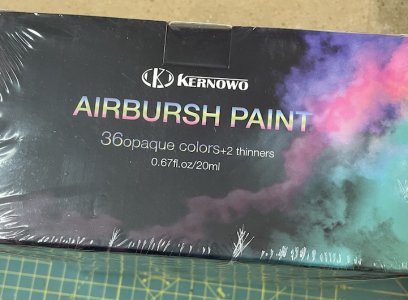 KERNOWO
AIRBURSH PAINT
36opaque colors+2 thinners
0.67fl.oz/20ml